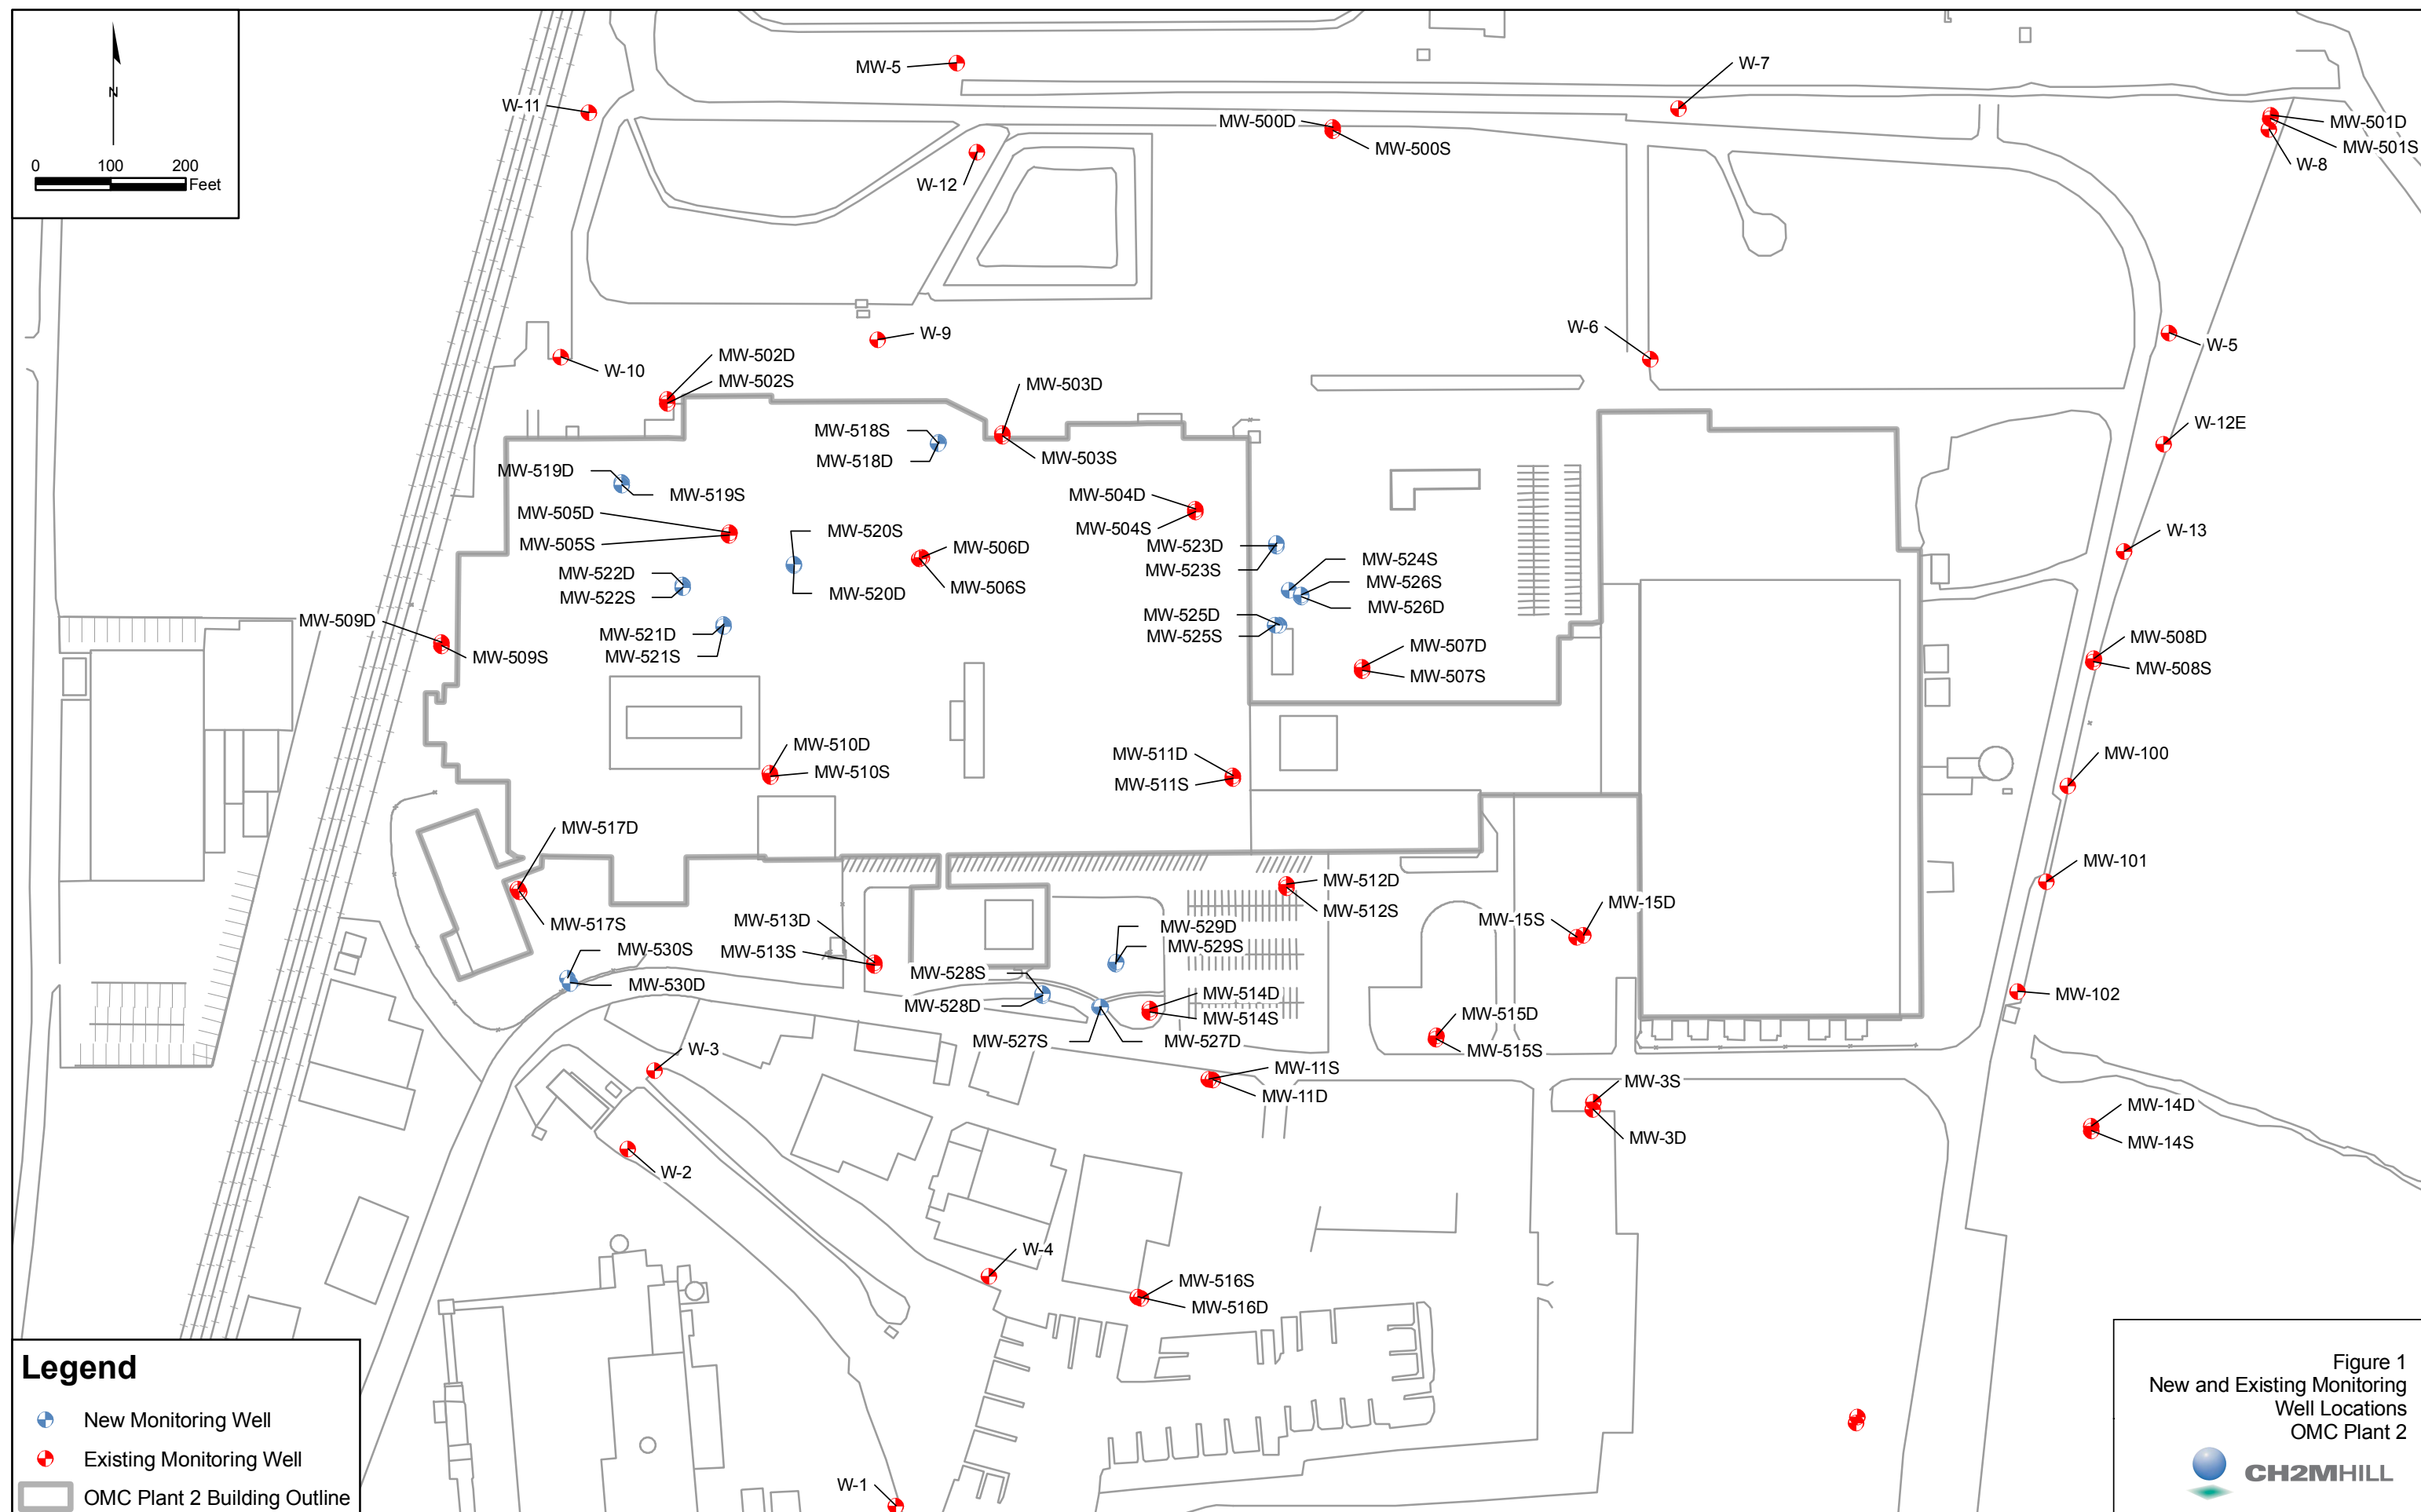 N
0 100 200
Feet
MW-5
W-7
W-11
MW-500D
MW-500S
MW-501D
MW-501S
W-8
W-12
W-9
W-6
W-5
W-10
MW-502D
MW-502S
MW-503D
MW-503S
MW-518S
MW-518D
W-12E
MW-519D
MW-519S
MW-504D
MW-504S
MW-505D
MW-505S
MW-520S
MW-520D
MW-506D
MW-506S
MW-523D
MW-523S
MW-524S
MW-526S
MW-526D
W-13
MW-522D
MW-522S
MW-525D
MW-525S
MW-509D
MW-509S
MW-521D
MW-521S
MW-507D
MW-507S
MW-508D
MW-508S
MW-510D
MW-510S
MW-511D
MW-511S
MW-100
MW-517D
MW-517S
MW-101
MW-512D
MW-512S
MW-513D
MW-513S
MW-529D
MW-529S
MW-15S
MW-15D
MW-530S
MW-530D
MW-528S
MW-528D
MW-514D
MW-514S
MW-102
MW-527S
MW-527D
MW-515D
MW-515S
W-3
MW-11S
MW-11D
MW-3S
MW-3D
MW-14D
MW-14S
W-2
W-4
MW-516S
MW-516D
W-1
Legend
New Monitoring Well
Existing Monitoring Well
OMC Plant 2 Building Outline
Figure 1
New and Existing Monitoring
Well Locations
OMC Plant 2
CH2MHILL